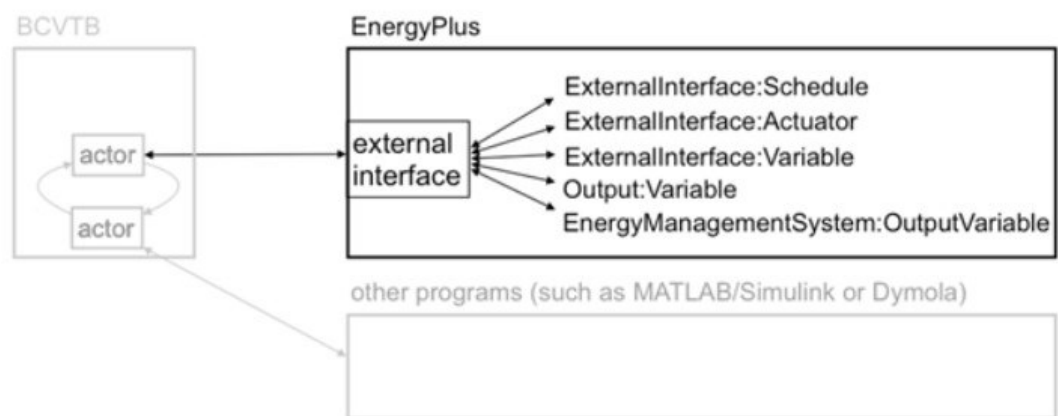 BCVTB
EnergyPlus
actor
actor
external
interface
ExternalInterface:Schedule
ExternalInterface:Actuator
ExternalInterface:Variable
Output:Variable
EnergyManagementSystem:OutputVariable
other programs (such as MATLAB/Simulink or Dymola)